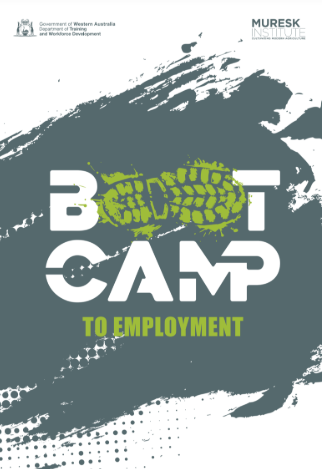 Government of Western Australia
Department of Training
and Workforce Development
MURESK
INSTITUTE
BOOT
CAMP
TO EMPLOYMENT